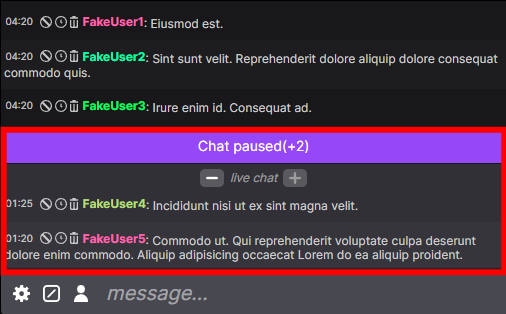 04:20 FakeUser1: Eiusmod est.
04:20 FakeUser2: Sint sunt velit. Reprehenderit dolore aliquip dolore consequat
commodo quis.
04:20 FakeUser3: Irure enim id. Consequat ad.
Chat paused(+2)
live chat
01:25 FakeUser4: Incididunt nisi ut ex sint magna velit.
01:20 FakeUser5: Commodo ut. Qui reprehenderit voluptate culpa deserunt
dolore enim commodo. Aliquip adipisicing occaecat Lorem do ea aliquip proident.
message...